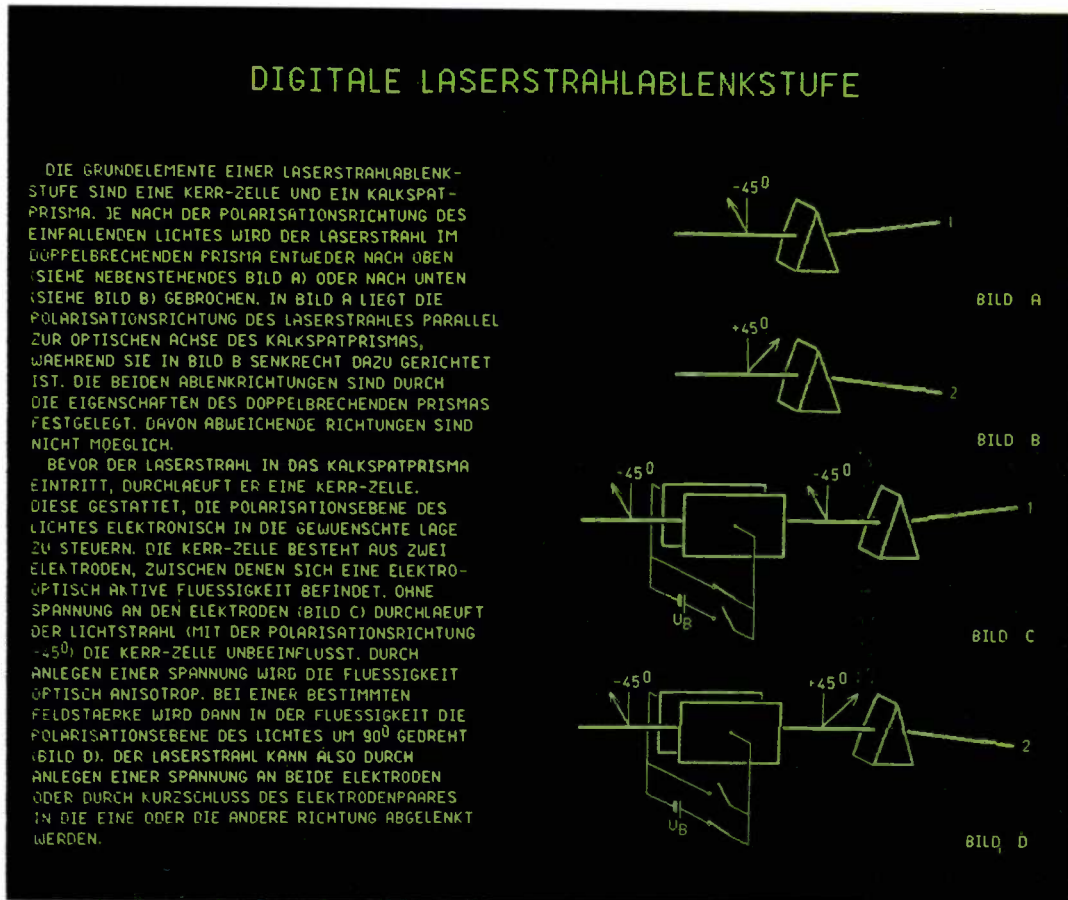 DIGITALE LASERSTRAHLABLENKSTUFE
DIE GRUNDELEMENTE EINER LASERSTRAHLABLENK-
STUFE SIND EINE KERR-ZELLE UND EIN KALKSPAT-
PRISMA. JE NACH DER POLARISATIONSRICHTUNG DES
EINFALLENDEN LICHTES WIRD DER LASERSTRAHL IM
DOPPELBRECHENDEN PRISMA ENTWEDER NACH OBEN
(SIEHE NEBENSTEHENDES BILD A) ODER NACH UNTEN
(SIEHE BILD B) GEBROCHEN. IN BILD A LIEGT DIE
POLARISATIONSRICHTUNG DES LASERSTRAHLES PARALLEL
ZUR OPTISCHEN ACHSE DES KALKSPATPRISMAS,
WAEHREND SIE IN BILD B SENKRECHT DAZU GERICHTET
IST. DIE BEIDEN ABLENKRICHTUNGEN SIND DURCH
DIE EIGENSCHAFTEN DES DOPPELBRECHENDEN PRISMAS
FESTGELEGT. DAVON ABWEICHENDE RICHTUNGEN SIND
NICHT MOEGLICH.
BEVOR DER LASERSTRAHL IN DAS KALKSPATPRISMA
EINTRITT, DURCHLAEUFT ER EINE KERR-ZELLE.
DIESE GESTATTET, DIE POLARISATIONSEBENE DES
LICHTES ELEKTRONISCH IN DIE GEWUENSCHTE LAGE
ZU STEUERN. DIE KERR-ZELLE BESTEHT AUS ZWEI
ELEKTRODEN, ZWISCHEN DENEN SICH EINE ELEKTRO-
OPTISCH AKTIVE FLUESSIGKEIT BEFINDET. OHNE
SPANNUNG AN DEN ELEKTRODEN (BILD C) DURCHLAEUFT
DER LICHTSTRAHL (MIT DER POLARISATIONSRICHTUNG
-45⁰) DIE KERR-ZELLE UNBEEINFLUSST. DURCH
ANLEGEN EINER SPANNUNG WIRD DIE FLUESSIGKEIT
OPTISCH ANISOTROP. BEI EINER BESTIMMTEN
FELDSTAERKE WIRD DANN IN DER FLUESSIGKEIT DIE
POLARISATIONSEBENE DES LICHTES UM 90⁰ GEDREHT
(BILD D). DER LASERSTRAHL KANN ALSO DURCH
ANLEGEN EINER SPANNUNG AN BEIDE ELEKTRODEN
ODER DURCH KURZSCHLUSS DES ELEKTRODENPAARES
IN DIE EINE ODER DIE ANDERE RICHTUNG ABGELENKT
WERDEN.
-45⁰
1
BILD A
+45⁰
2
BILD B
-45⁰
-45⁰
1
UB
BILD C
-45⁰
+45⁰
2
UB
BILD D